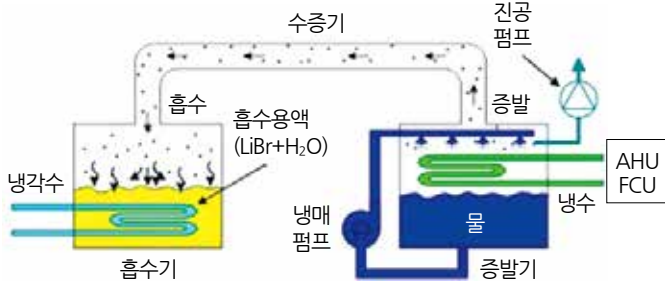 수증기
진공
펌프
흡수
증발
흡수용액
(LiBr+H₂O)
냉각수
AHU
FCU
냉수
냉매
펌프
물
흡수기
증발기